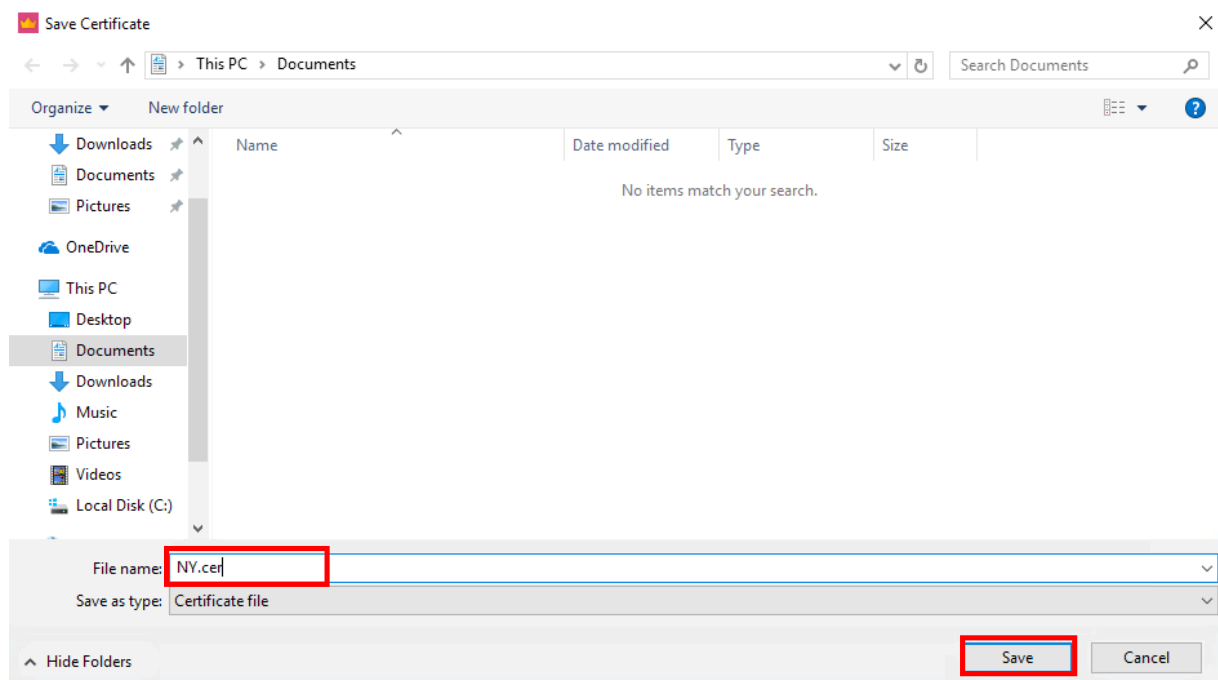 Save Certificate
This PC > Documents
Search Documents
Organize
New folder
Name
Date modified
Type
Size
Downloads
Documents
Pictures
OneDrive
This PC
Desktop
Documents
Downloads
Music
Pictures
Videos
Local Disk (C:)
No items match your search.
File name: NY.cer
Save as type: Certificate file
Hide Folders
Save
Cancel